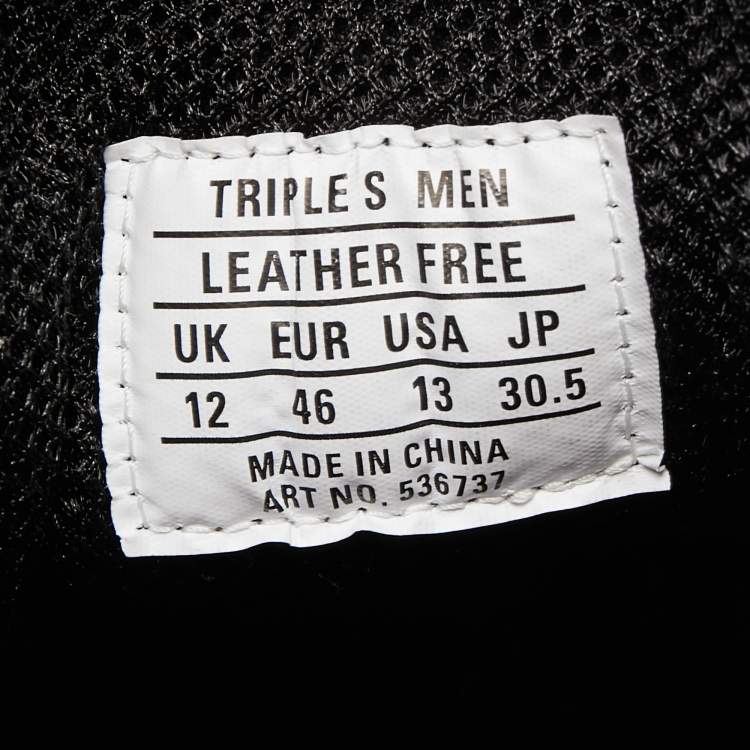 TRIPLE S MEN
LEATHER FREE
UK EUR USA JP
12 46 13 30.5
MADE IN CHINA
ART NO. 536737